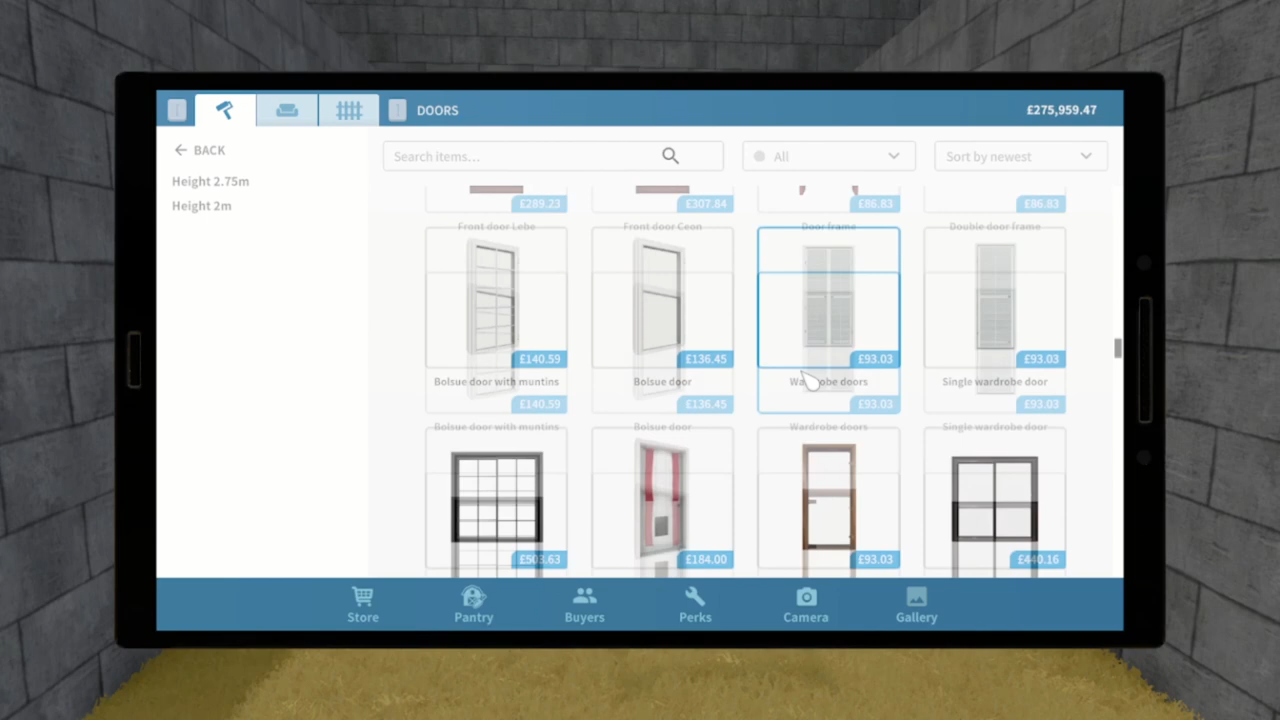 DOORS
£275,959.47
BACK
Search items...
All
Sort by newest
Height 2.75m
Height 2m
£289.23
£307.84
£86.83
£86.83
Front door Lebe
Front door Ceon
Door frame
Double door frame
£140.59
£136.45
£93.03
£93.03
Bolsue door with muntins
Bolsue door
Wardrobe doors
Single wardrobe door
£140.59
£136.45
£93.03
£93.03
Bolsue door with muntins
Bolsue door
Wardrobe doors
Single wardrobe door
£503.63
£184.00
£93.03
£440.16
Store
Pantry
Buyers
Perks
Camera
Gallery